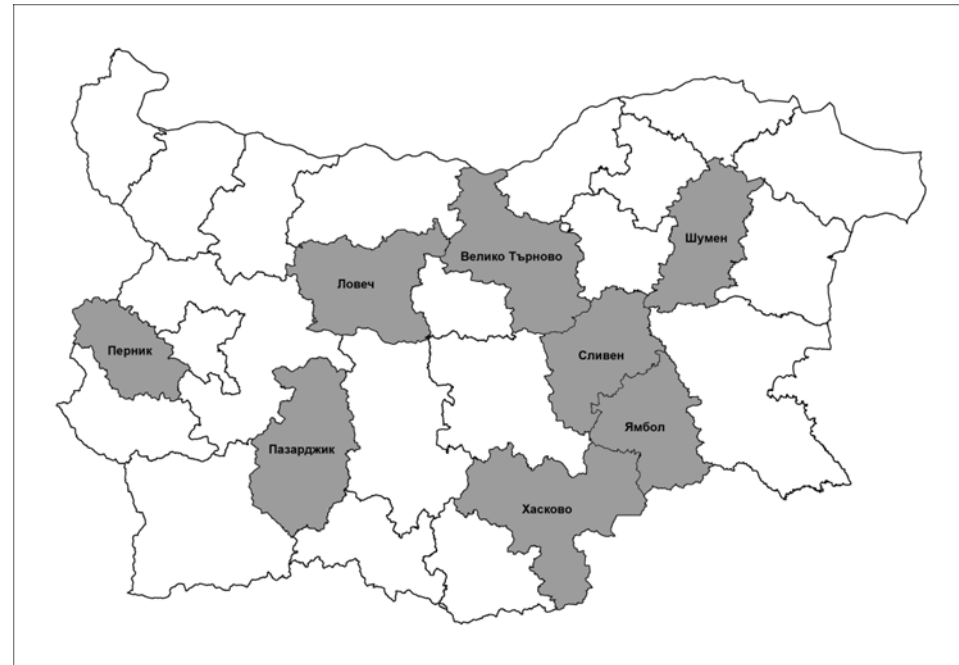 Шумен
Велико Търново
Ловеч
Перник
Сливен
Ямбол
Пазарджик
Хасково